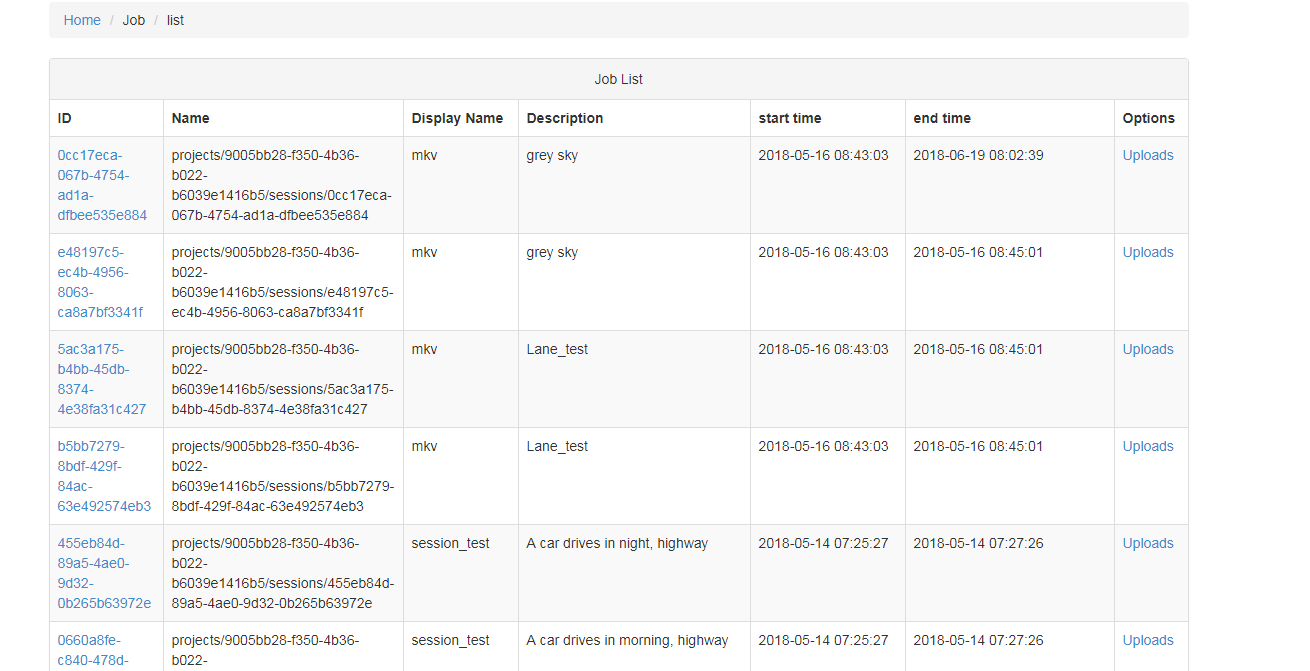 Home / Job / list
Job List
ID Name Display Name Description start time end time Options
0cc17eca- projects/9005bb28-f350-4b36- mkv grey sky 2018-05-16 08:43:03 2018-06-19 08:02:39 Uploads
067b-4754- b022-
ad1a- b6039e1416b5/sessions/0cc17eca-
dfbee535e884 067b-4754-ad1a-dfbee535e884
e48197c5- projects/9005bb28-f350-4b36- mkv grey sky 2018-05-16 08:43:03 2018-05-16 08:45:01 Uploads
ec4b-4956- b022-
8063- b6039e1416b5/sessions/e48197c5-
ca8a7bf3341f ec4b-4956-8063-ca8a7bf3341f
5ac3a175- projects/9005bb28-f350-4b36- mkv Lane_test 2018-05-16 08:43:03 2018-05-16 08:45:01 Uploads
b4bb-45db- b022-
8374- b6039e1416b5/sessions/5ac3a175-
4e38fa31c427 b4bb-45db-8374-4e38fa31c427
b5bb7279- projects/9005bb28-f350-4b36- mkv Lane_test 2018-05-16 08:43:03 2018-05-16 08:45:01 Uploads
8bdf-429f- b022-
84ac- b6039e1416b5/sessions/b5bb7279-
63e492574eb3 8bdf-429f-84ac-63e492574eb3
455eb84d- projects/9005bb28-f350-4b36- session_test A car drives in night, highway 2018-05-14 07:25:27 2018-05-14 07:27:26 Uploads
89a5-4ae0- b022-
9d32- b6039e1416b5/sessions/455eb84d-
0b265b63972e 89a5-4ae0-9d32-0b265b63972e
0660a8fe- projects/9005bb28-f350-4b36- session_test A car drives in morning, highway 2018-05-14 07:25:27 2018-05-14 07:27:26 Uploads
c840-478d- b022-